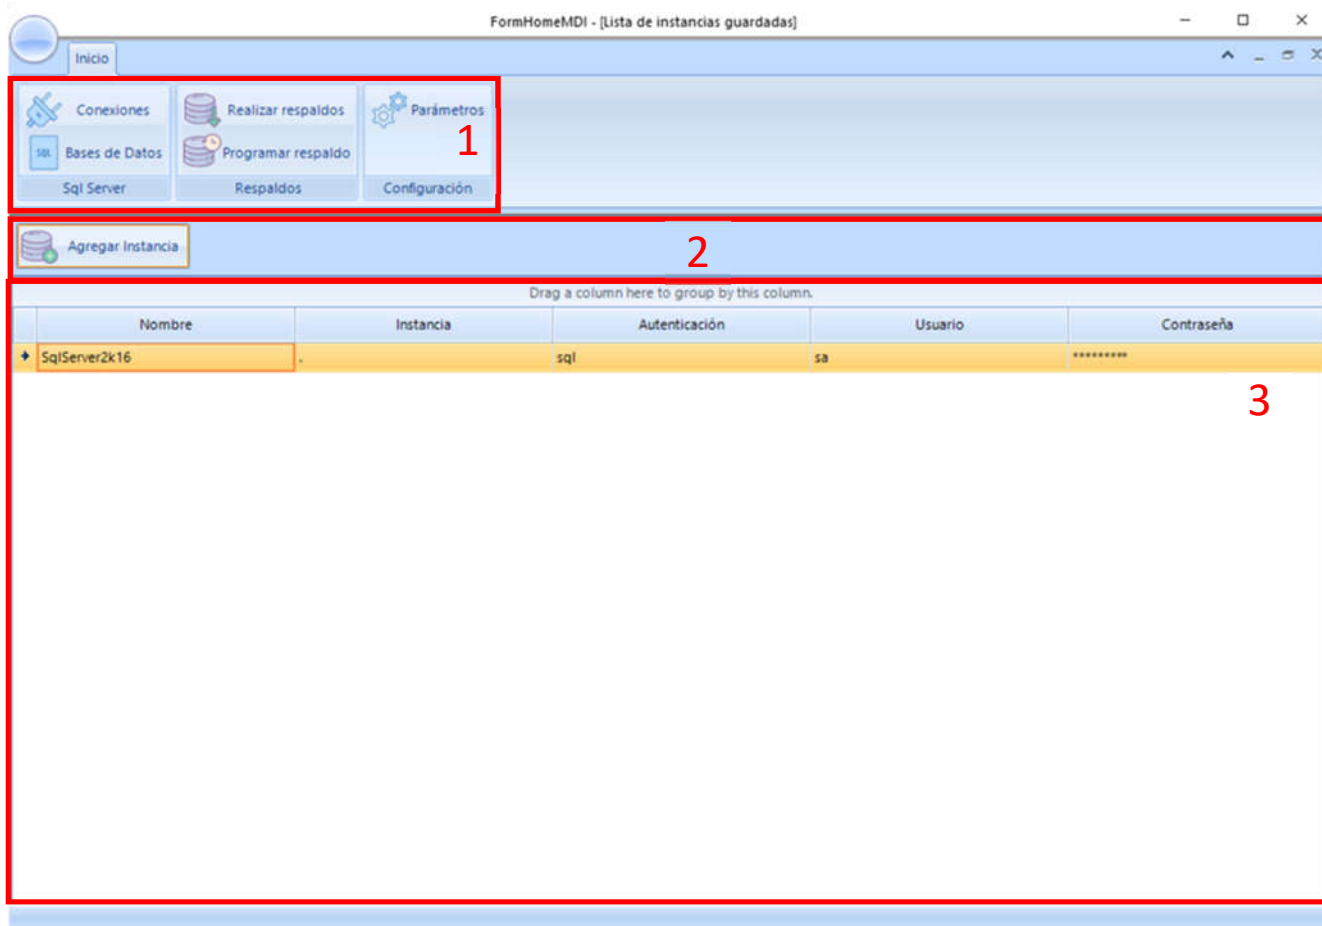 FormHomeMDI - [Lista de instancias guardadas]
Inicio
Conexiones
Realizar respaldos
Parámetros
1
SQL
Bases de Datos
Programar respaldo
Sql Server
Respaldos
Configuración
Agregar Instancia
2
Drag a column here to group by this column.
Nombre Instancia Autenticación Usuario Contraseña
SqlServer2k16 . sql sa *********
3